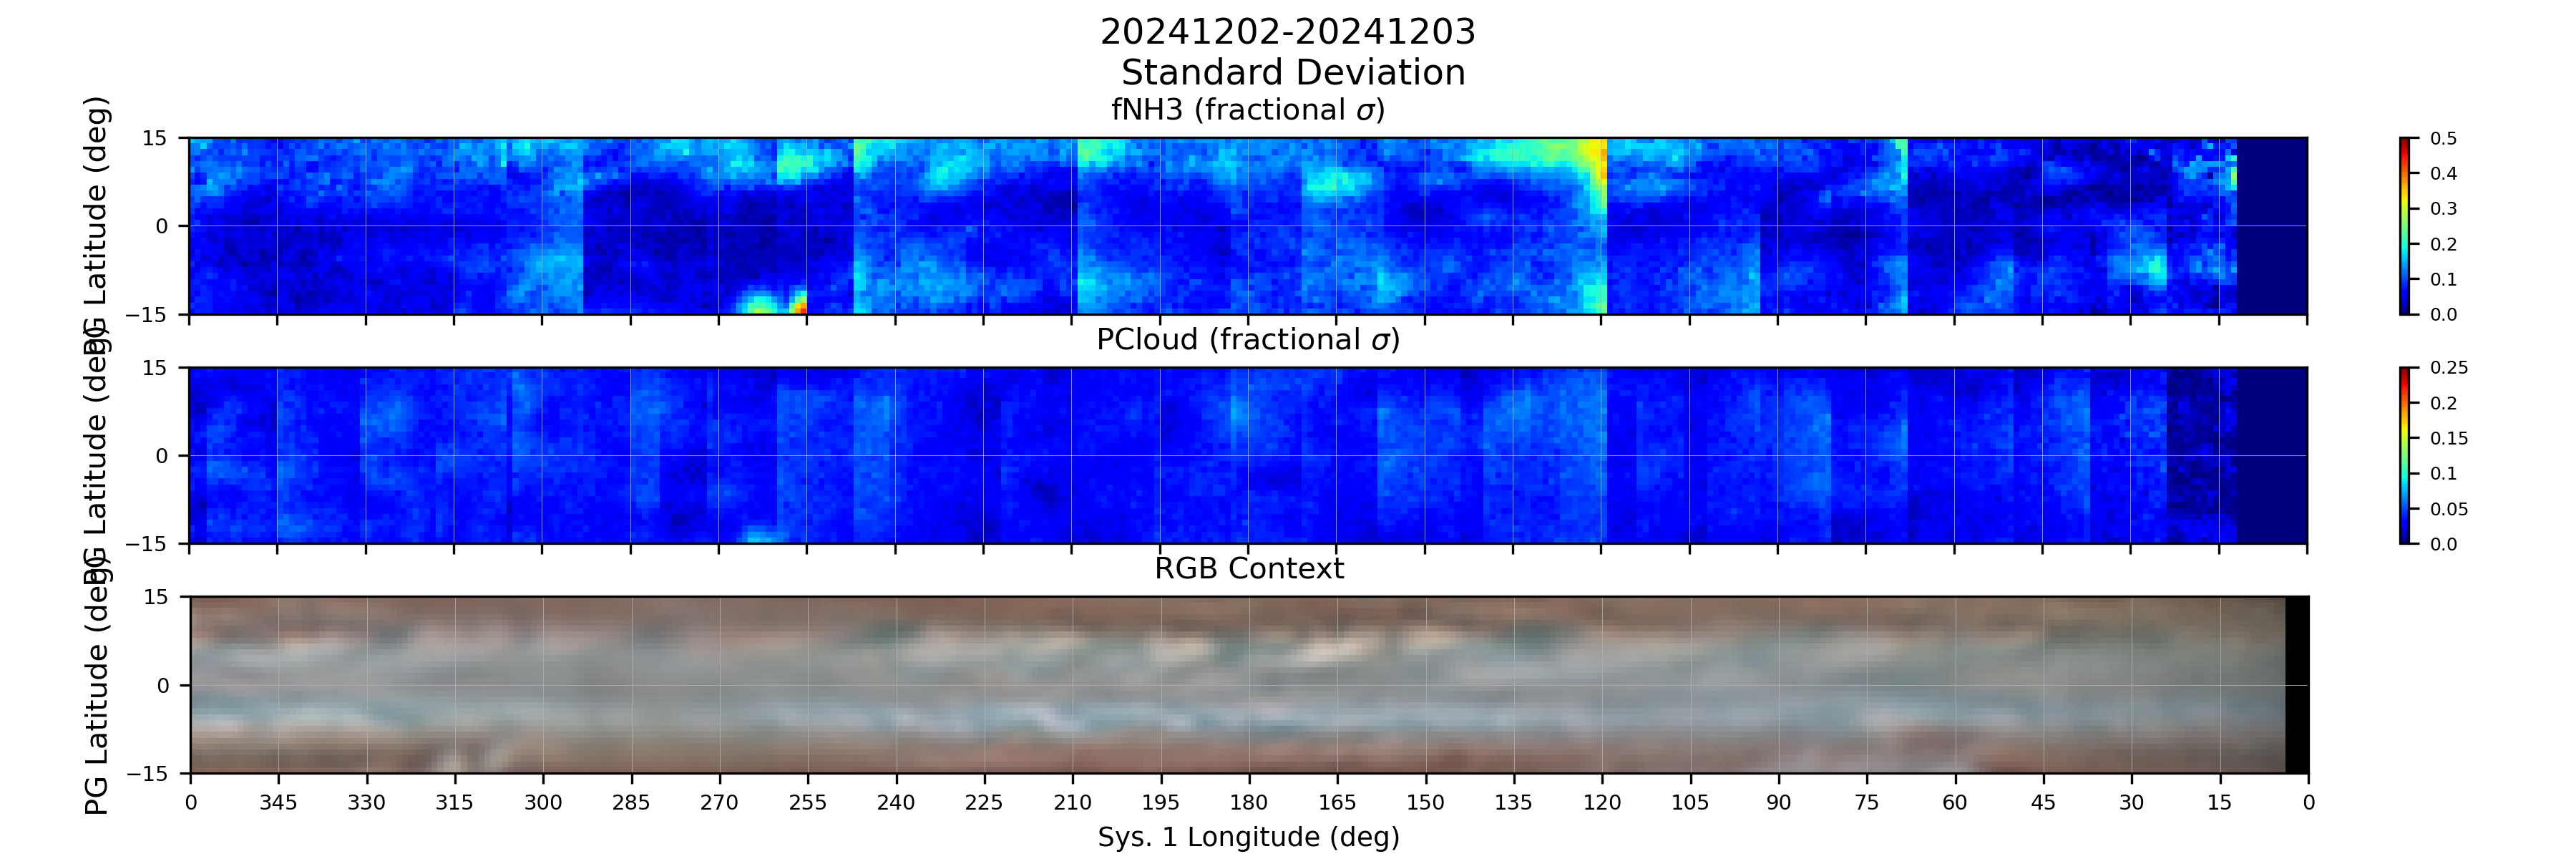 20241202-20241203
Standard Deviation
fNH3 (fractional σ)
PG Latitude (deg)
15
0
−15
0.5
0.4
0.3
0.2
0.1
0.0
PCloud (fractional σ)
PG Latitude (deg)
15
0
−15
0.25
0.2
0.15
0.1
0.05
0.0
RGB Context
PG Latitude (deg)
15
0
−15
0 345 330 315 300 285 270 255 240 225 210 195 180 165 150 135 120 105 90 75 60 45 30 15 0
Sys. 1 Longitude (deg)